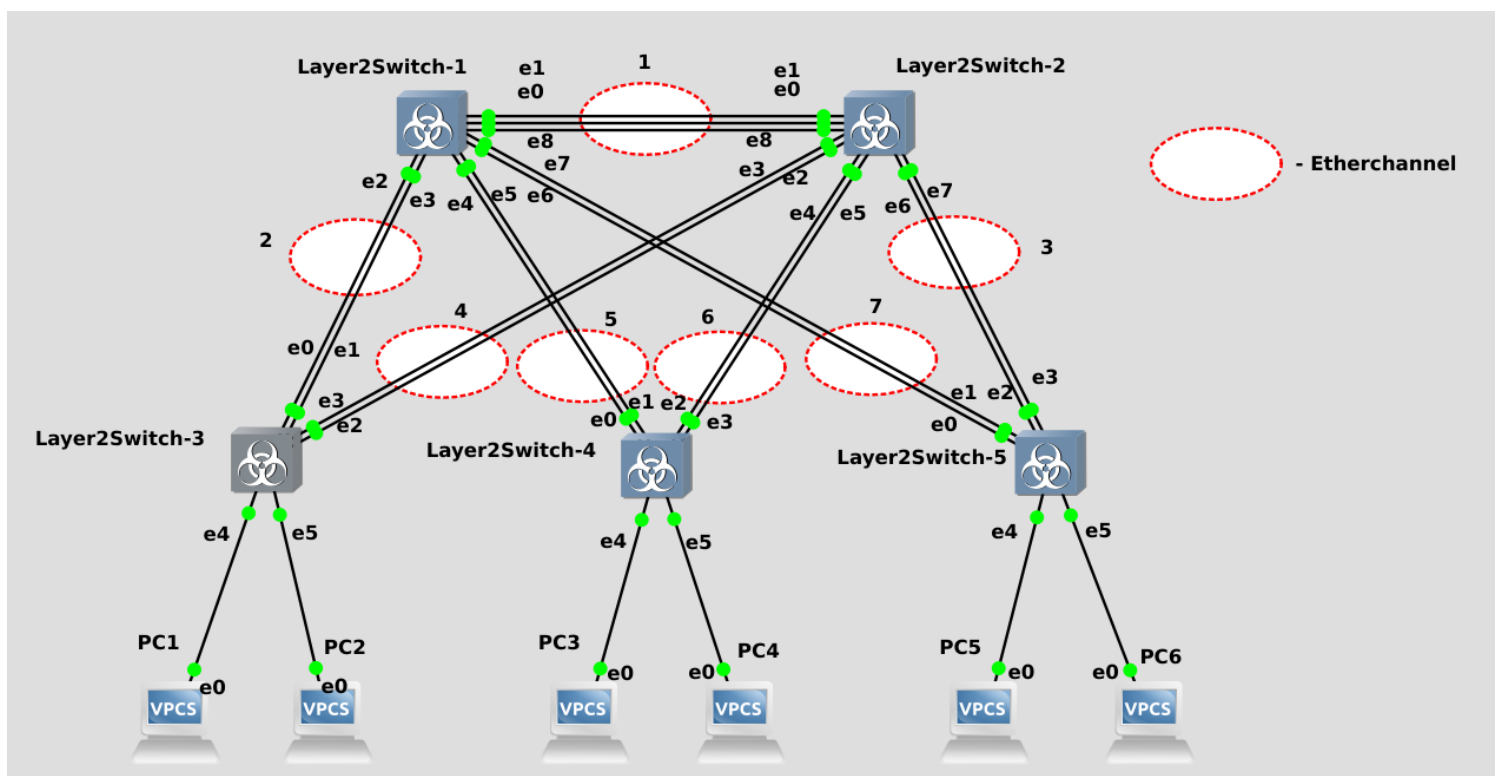 Layer2Switch-1
e1
1
e1
Layer2Switch-2
e0
e0
e8
e8
e7
e3
e2
e2
e3
e4
e5
e6
e4
e5
e6
e7
- Etherchannel
2
3
4
5
6
7
e0
e1
e3
e2
e0
e1
e2
e3
e1
e2
e3
e0
Layer2Switch-3
Layer2Switch-4
Layer2Switch-5
e4
e5
e4
e5
e4
e5
PC1
PC2
PC3
PC4
PC5
PC6
e0
e0
e0
e0
e0
e0
VPCS
VPCS
VPCS
VPCS
VPCS
VPCS